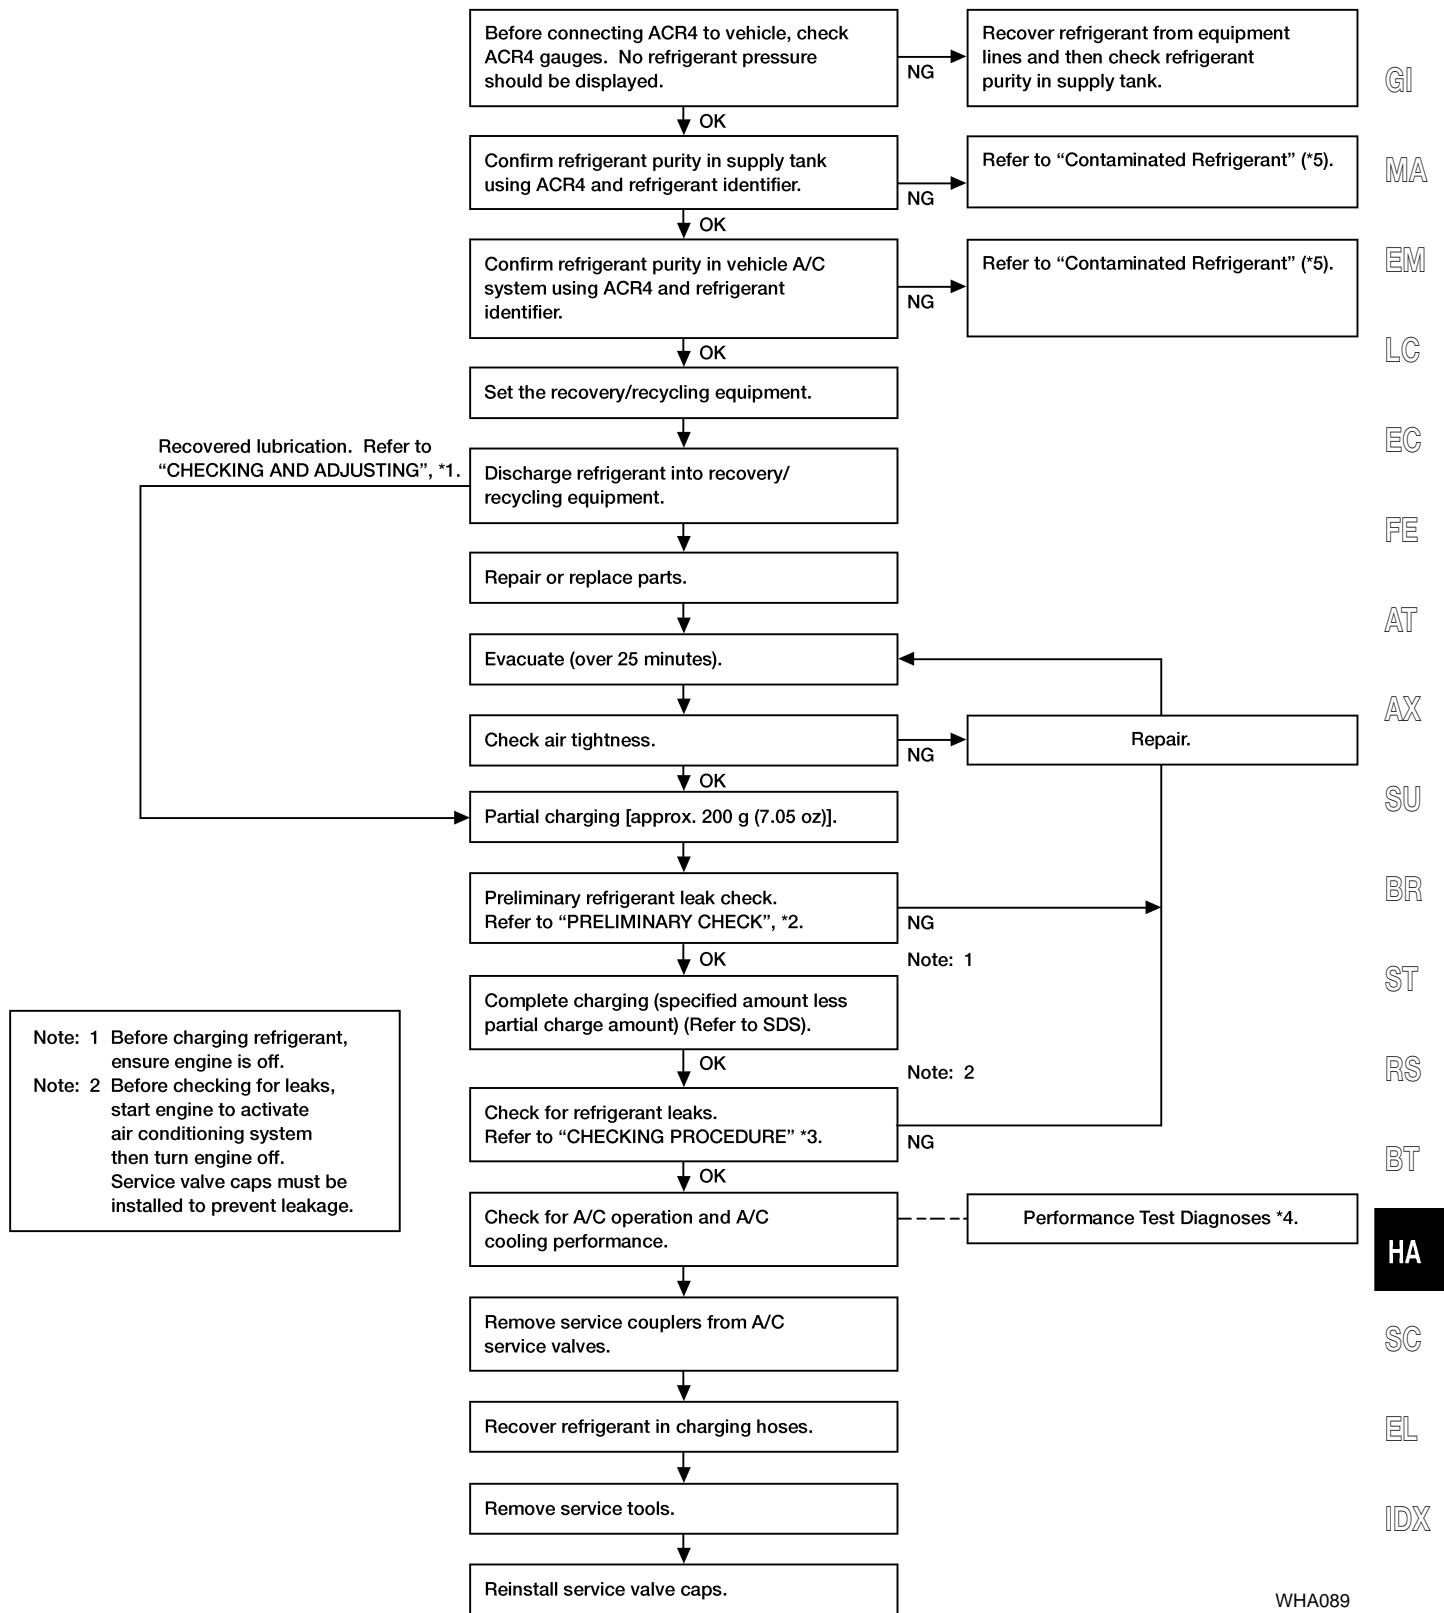 Before connecting ACR4 to vehicle, check
ACR4 gauges. No refrigerant pressure
should be displayed.
NG
Recover refrigerant from equipment
lines and then check refrigerant
purity in supply tank.
OK
Confirm refrigerant purity in supply tank
using ACR4 and refrigerant identifier.
NG
Refer to “Contaminated Refrigerant” (*5).
OK
Confirm refrigerant purity in vehicle A/C
system using ACR4 and refrigerant
identifier.
NG
Refer to “Contaminated Refrigerant” (*5).
OK
Set the recovery/recycling equipment.
Recovered lubrication. Refer to
“CHECKING AND ADJUSTING”, *1.
Discharge refrigerant into recovery/
recycling equipment.
Repair or replace parts.
Evacuate (over 25 minutes).
Check air tightness.
NG
Repair.
OK
Partial charging [approx. 200 g (7.05 oz)].
Preliminary refrigerant leak check.
Refer to “PRELIMINARY CHECK”, *2.
NG
OK
Note: 1
Complete charging (specified amount less
partial charge amount) (Refer to SDS).
OK
Note: 2
Check for refrigerant leaks.
Refer to “CHECKING PROCEDURE” *3.
NG
OK
Check for A/C operation and A/C
cooling performance.
Performance Test Diagnoses *4.
Remove service couplers from A/C
service valves.
Recover refrigerant in charging hoses.
Remove service tools.
Reinstall service valve caps.
Note: 1 Before charging refrigerant,
ensure engine is off.
Note: 2 Before checking for leaks,
start engine to activate
air conditioning system
then turn engine off.
Service valve caps must be
installed to prevent leakage.
GI
MA
EM
LC
EC
FE
AT
AX
SU
BR
ST
RS
BT
HA
SC
EL
IDX
WHA089